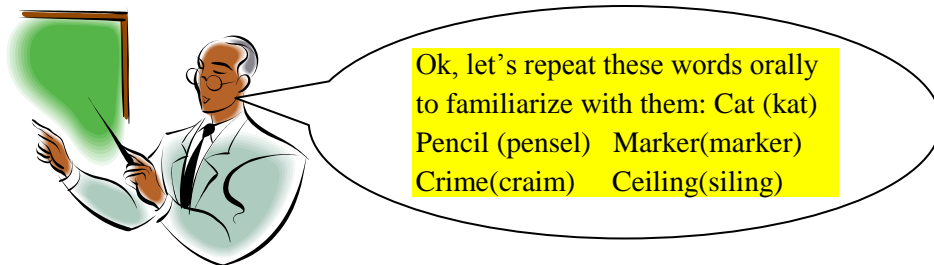 Ok, let’s repeat these words orally
to familiarize with them: Cat (kat)
Pencil (pensel) Marker(marker)
Crime(craim) Ceiling(siling)